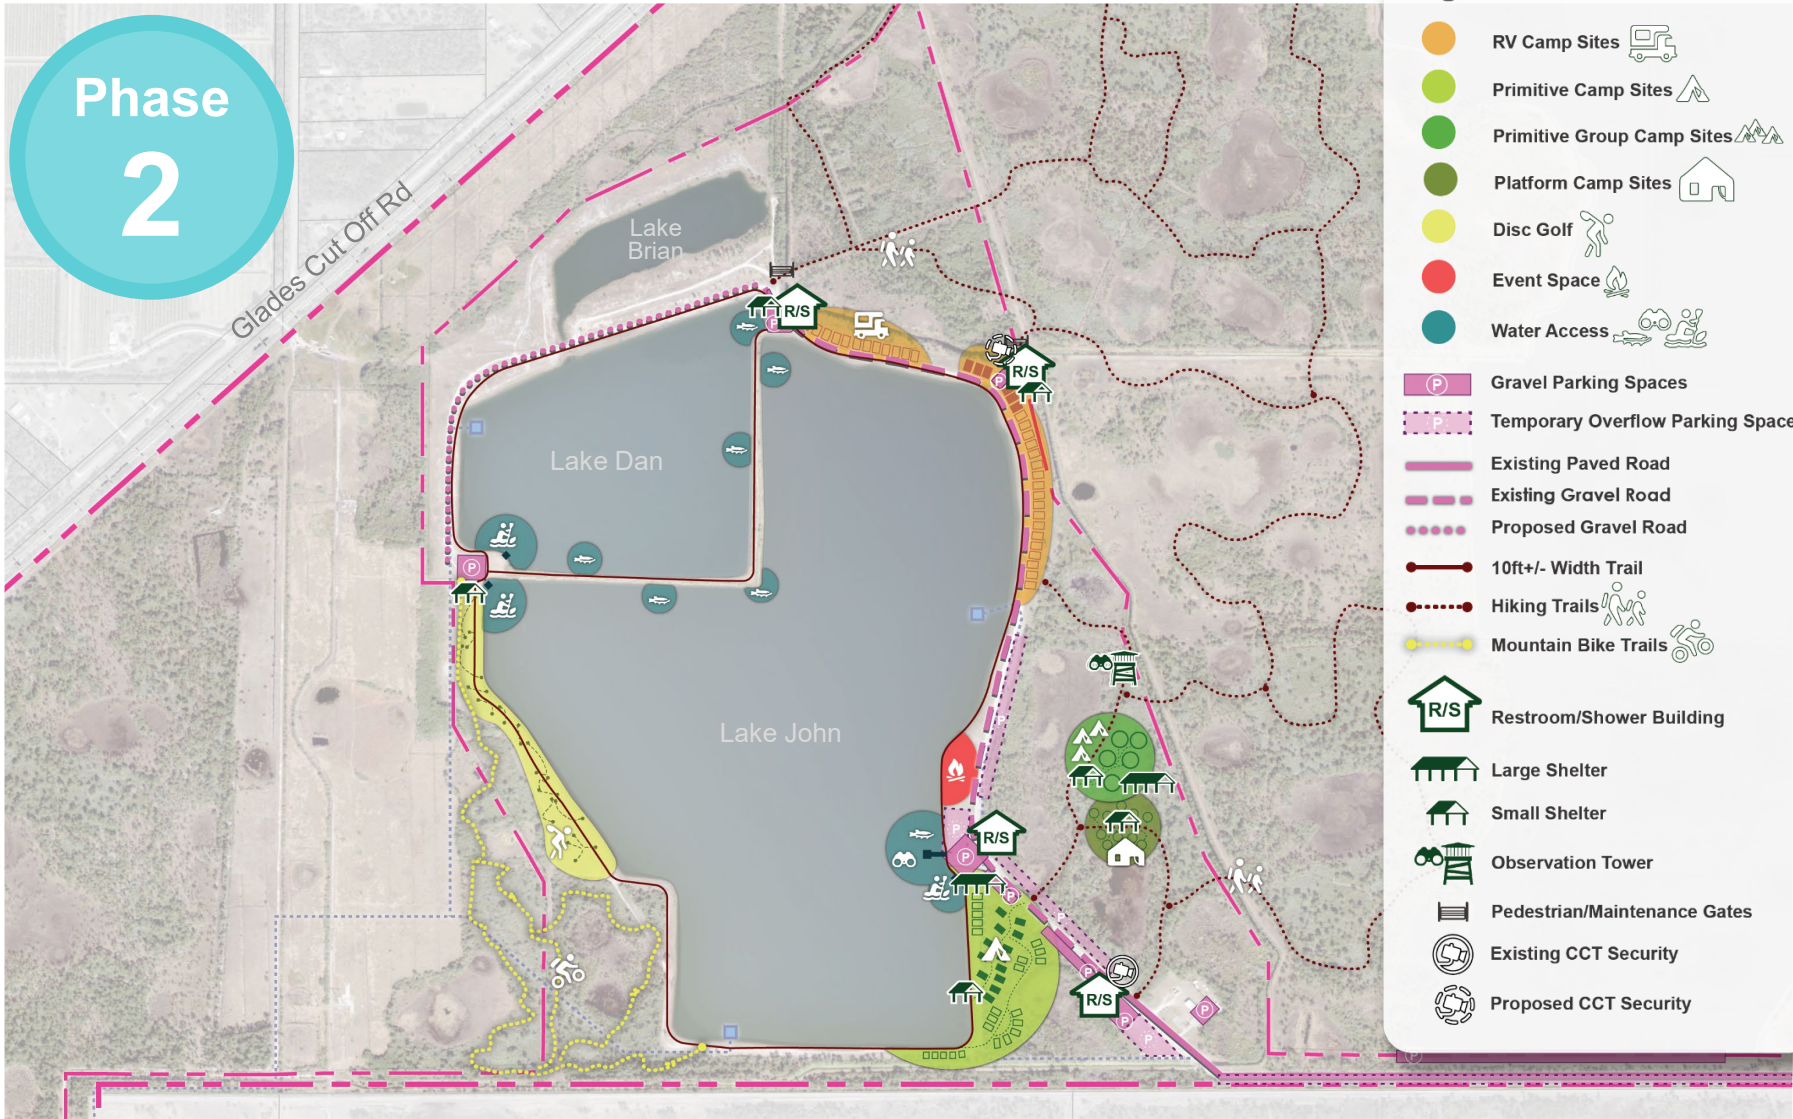 Phase
2
Glades Cut Off Rd
Lake
Brian
Lake Dan
Lake John
R/S
R/S
R/S
R/S
P
P
P
P
P
P
P
P
P
P
P
P
RV Camp Sites
Primitive Camp Sites
Primitive Group Camp Sites
Platform Camp Sites
Disc Golf
Event Space
Water Access
P
Gravel Parking Spaces
P
Temporary Overflow Parking Space
Existing Paved Road
Existing Gravel Road
Proposed Gravel Road
10ft+/- Width Trail
Hiking Trails
Mountain Bike Trails
R/S
Restroom/Shower Building
Large Shelter
Small Shelter
Observation Tower
Pedestrian/Maintenance Gates
Existing CCT Security
Proposed CCT Security
P